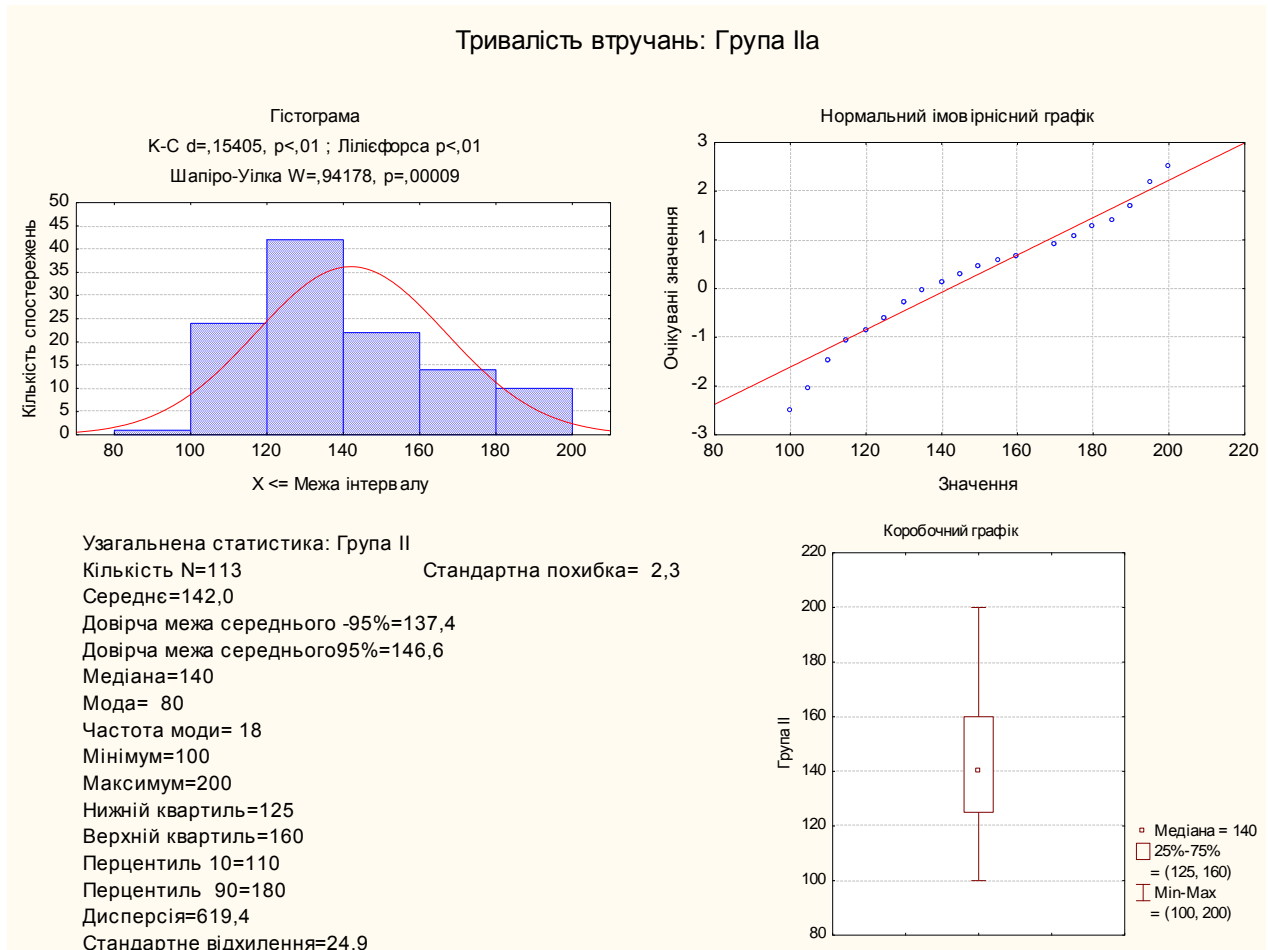 Тривалість втручань: Група IIа
Гістограма
К-С d=,15405, p<,01 ; Лілієфорса p<,01
Шапіро-Уілка W=,94178, p=,00009
50
45
40
35
30
25
20
15
10
5
0
Кількість спостережень
80 100 120 140 160 180 200
X <= Межа інтервалу
Нормальний імовірнісний графік
3
2
1
0
-1
-2
-3
Очікувані значення
80 100 120 140 160 180 200 220
Значення
Узагальнена статистика: Група II
Кількість N=113 Стандартна похибка= 2,3
Середнє=142,0
Довірча межа середнього -95%=137,4
Довірча межа середнього95%=146,6
Медіана=140
Мода= 80
Частота моди= 18
Мінімум=100
Максимум=200
Нижній квартиль=125
Верхній квартиль=160
Перцентиль 10=110
Перцентиль 90=180
Дисперсія=619,4
Стандартне відхилення=24,9
Коробочний графік
220
200
180
160
140
120
100
80
Група II
Медіана = 140
25%-75%
= (125, 160)
Min-Max
= (100, 200)